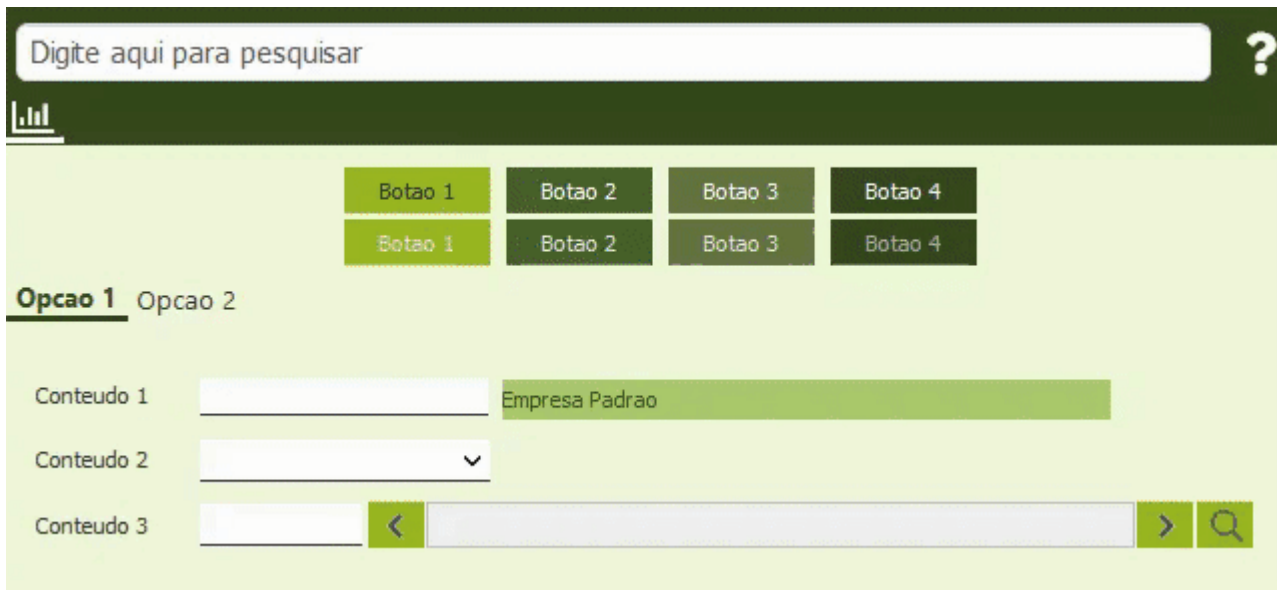 Digite aqui para pesquisar ?
Botao 1 Botao 2 Botao 3 Botao 4
Botao 1 Botao 2 Botao 3 Botao 4
Opcao 1 Opcao 2
Conteudo 1 Empresa Padrao
Conteudo 2
Conteudo 3